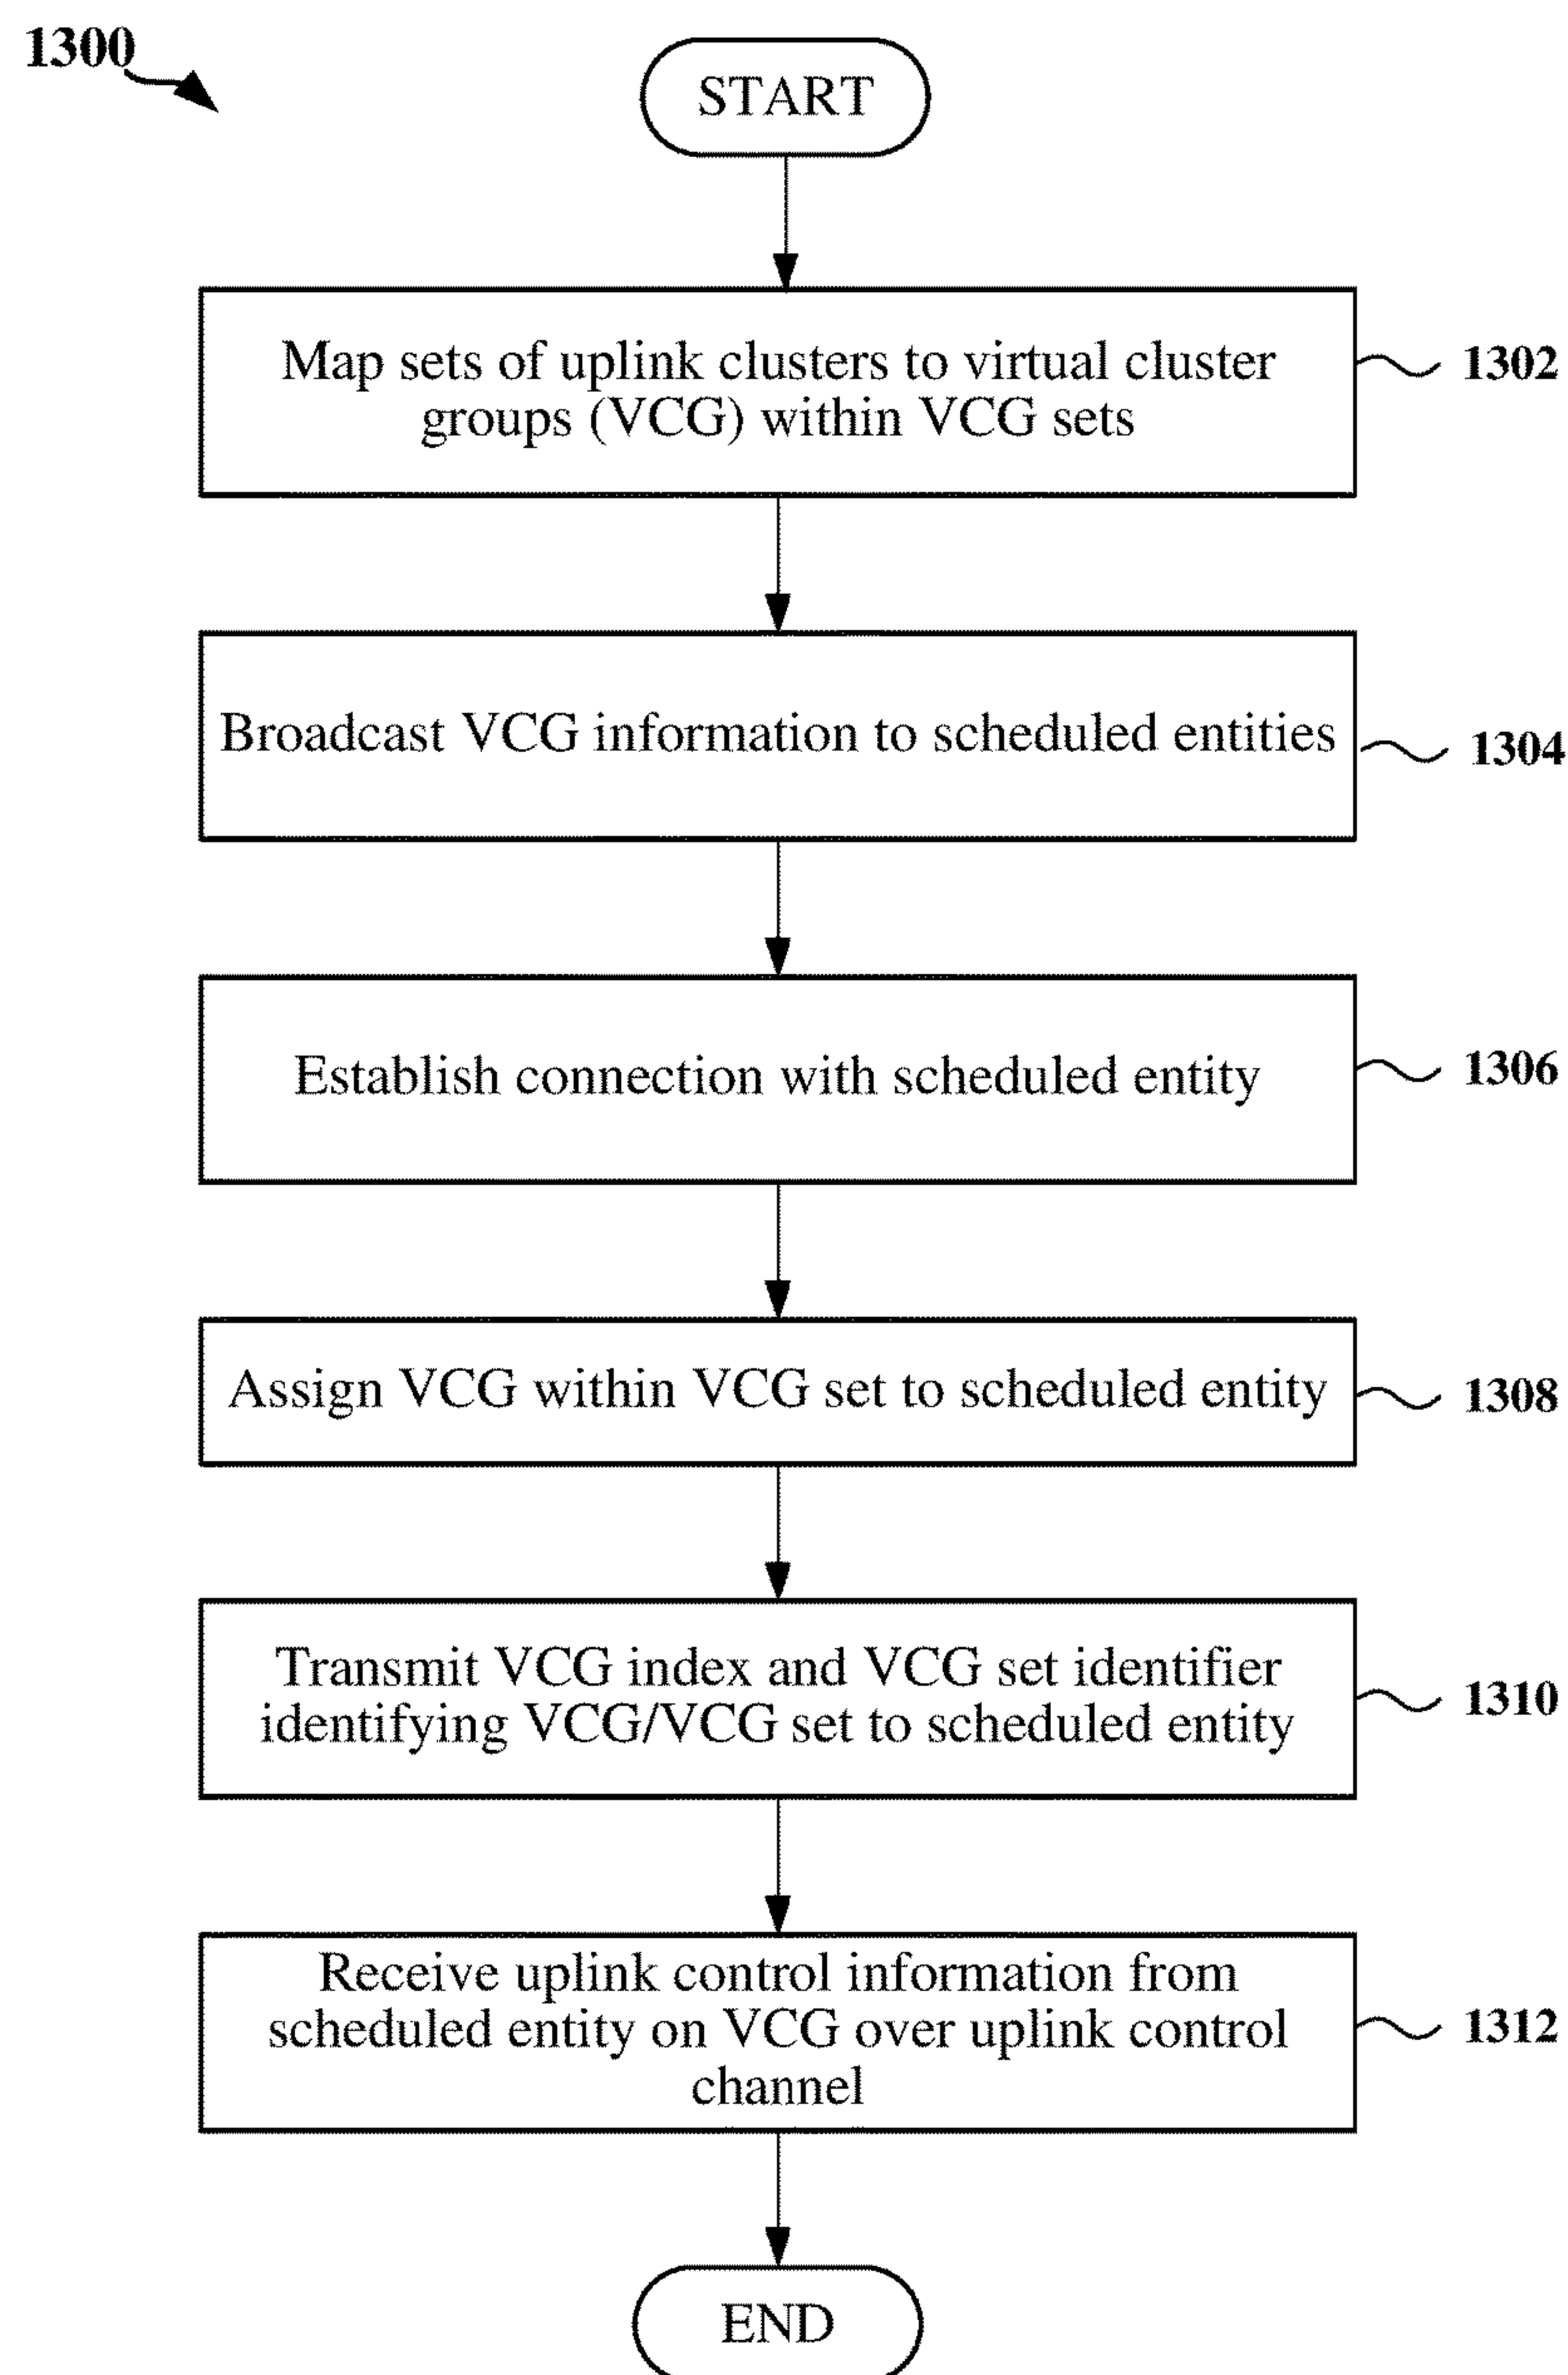 1300
START
Map sets of uplink clusters to virtual cluster
groups (VCG) within VCG sets
1302
Broadcast VCG information to scheduled entities
1304
Establish connection with scheduled entity
1306
Assign VCG within VCG set to scheduled entity
1308
Transmit VCG index and VCG set identifier
identifying VCG/VCG set to scheduled entity
1310
Receive uplink control information from
scheduled entity on VCG over uplink control
channel
1312
END